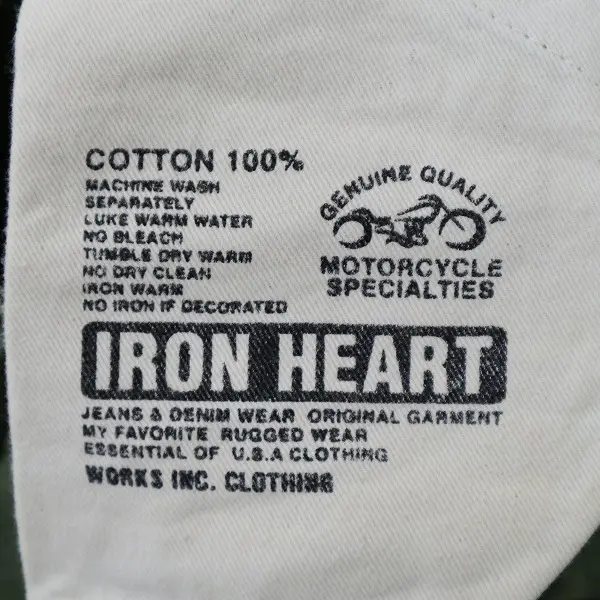 COTTON 100%
MACHINE WASH
SEPARATELY
LUKE WARM WATER
NO BLEACH
TUMBLE DRY WARM
NO DRY CLEAN
IRON WARM
NO IRON IF DECORATED
GENUINE QUALITY
MOTORCYCLE
SPECIALTIES
IRON HEART
JEANS & DENIM WEAR ORIGINAL GARMENT
MY FAVORITE RUGGED WEAR
ESSENTIAL OF U.S.A CLOTHING
WORKS INC. CLOTHING